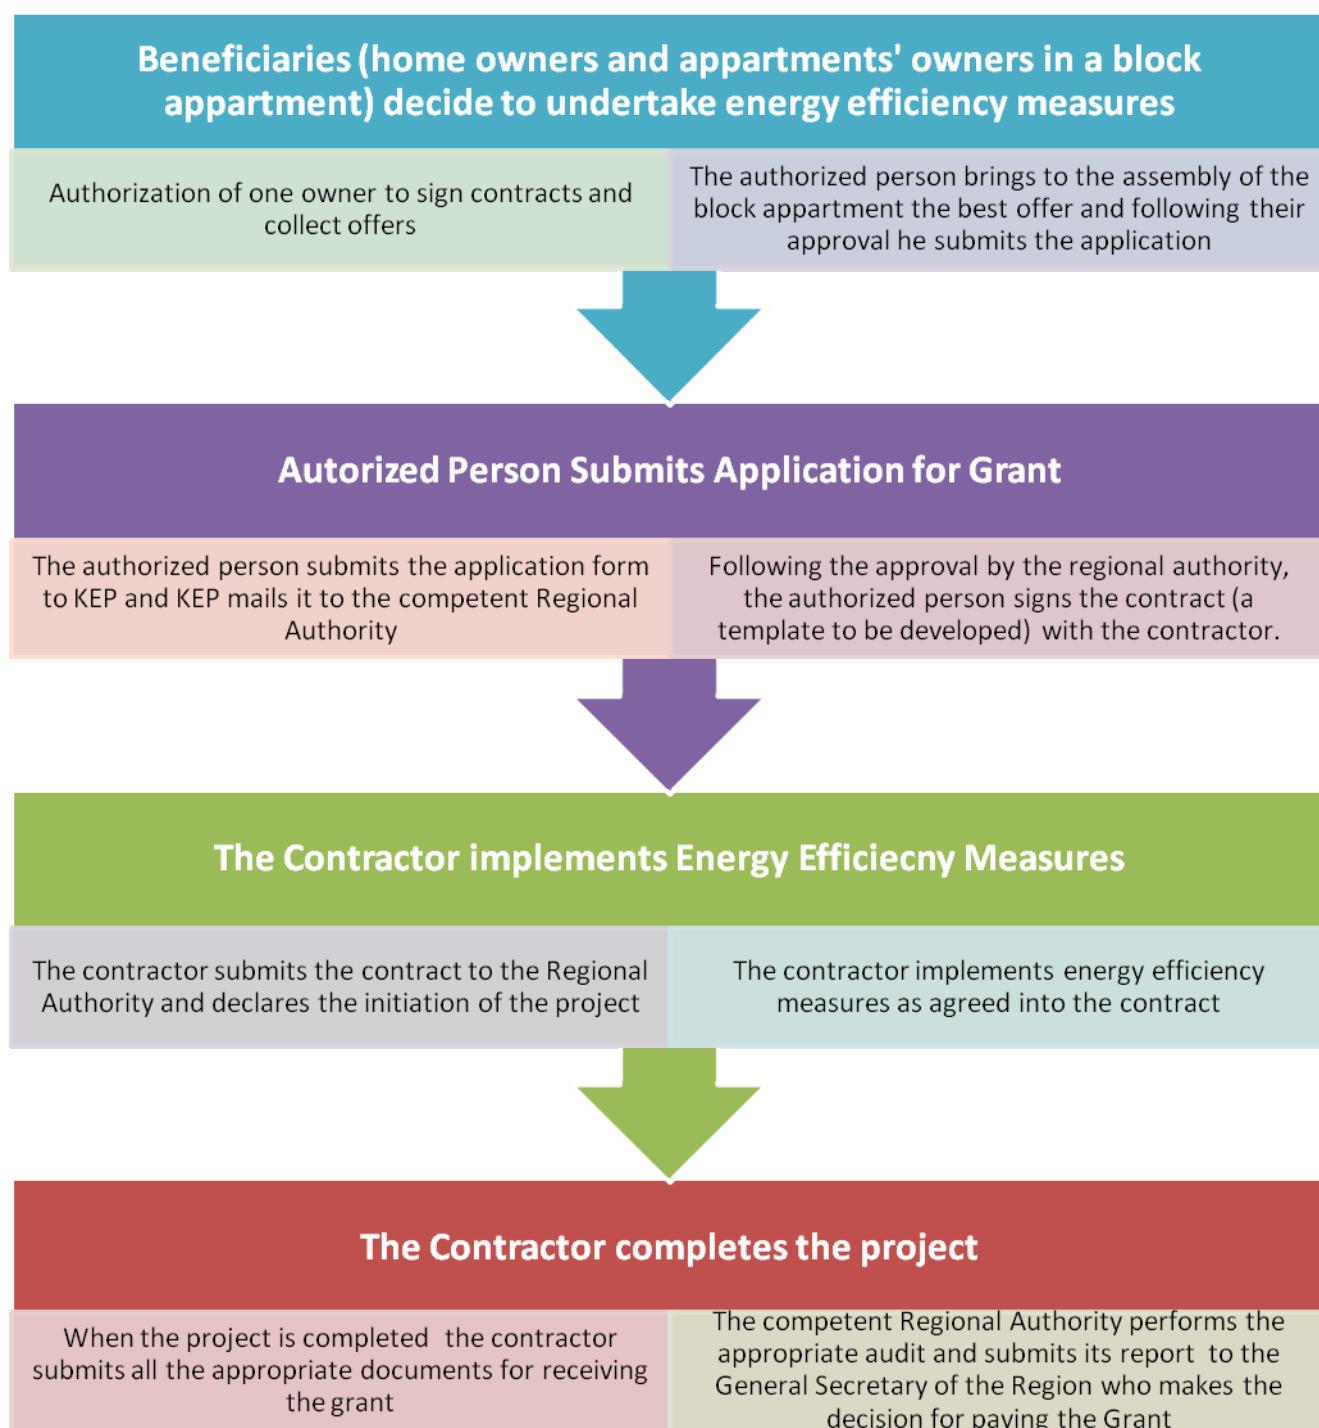 Beneficiaries (home owners and appartments' owners in a block
appartment) decide to undertake energy efficiency measures
Authorization of one owner to sign contracts and
collect offers
The authorized person brings to the assembly of the
block appartment the best offer and following their
approval he submits the application
Autorized Person Submits Application for Grant
The authorized person submits the application form
to KEP and KEP mails it to the competent Regional
Authority
Following the approval by the regional authority,
the authorized person signs the contract (a
template to be developed) with the contractor.
The Contractor implements Energy Efficiecny Measures
The contractor submits the contract to the Regional
Authority and declares the initiation of the project
The contractor implements energy efficiency
measures as agreed into the contract
The Contractor completes the project
When the project is completed the contractor
submits all the appropriate documents for receiving
the grant
The competent Regional Authority performs the
appropriate audit and submits its report to the
General Secretary of the Region who makes the
decision for paying the Grant